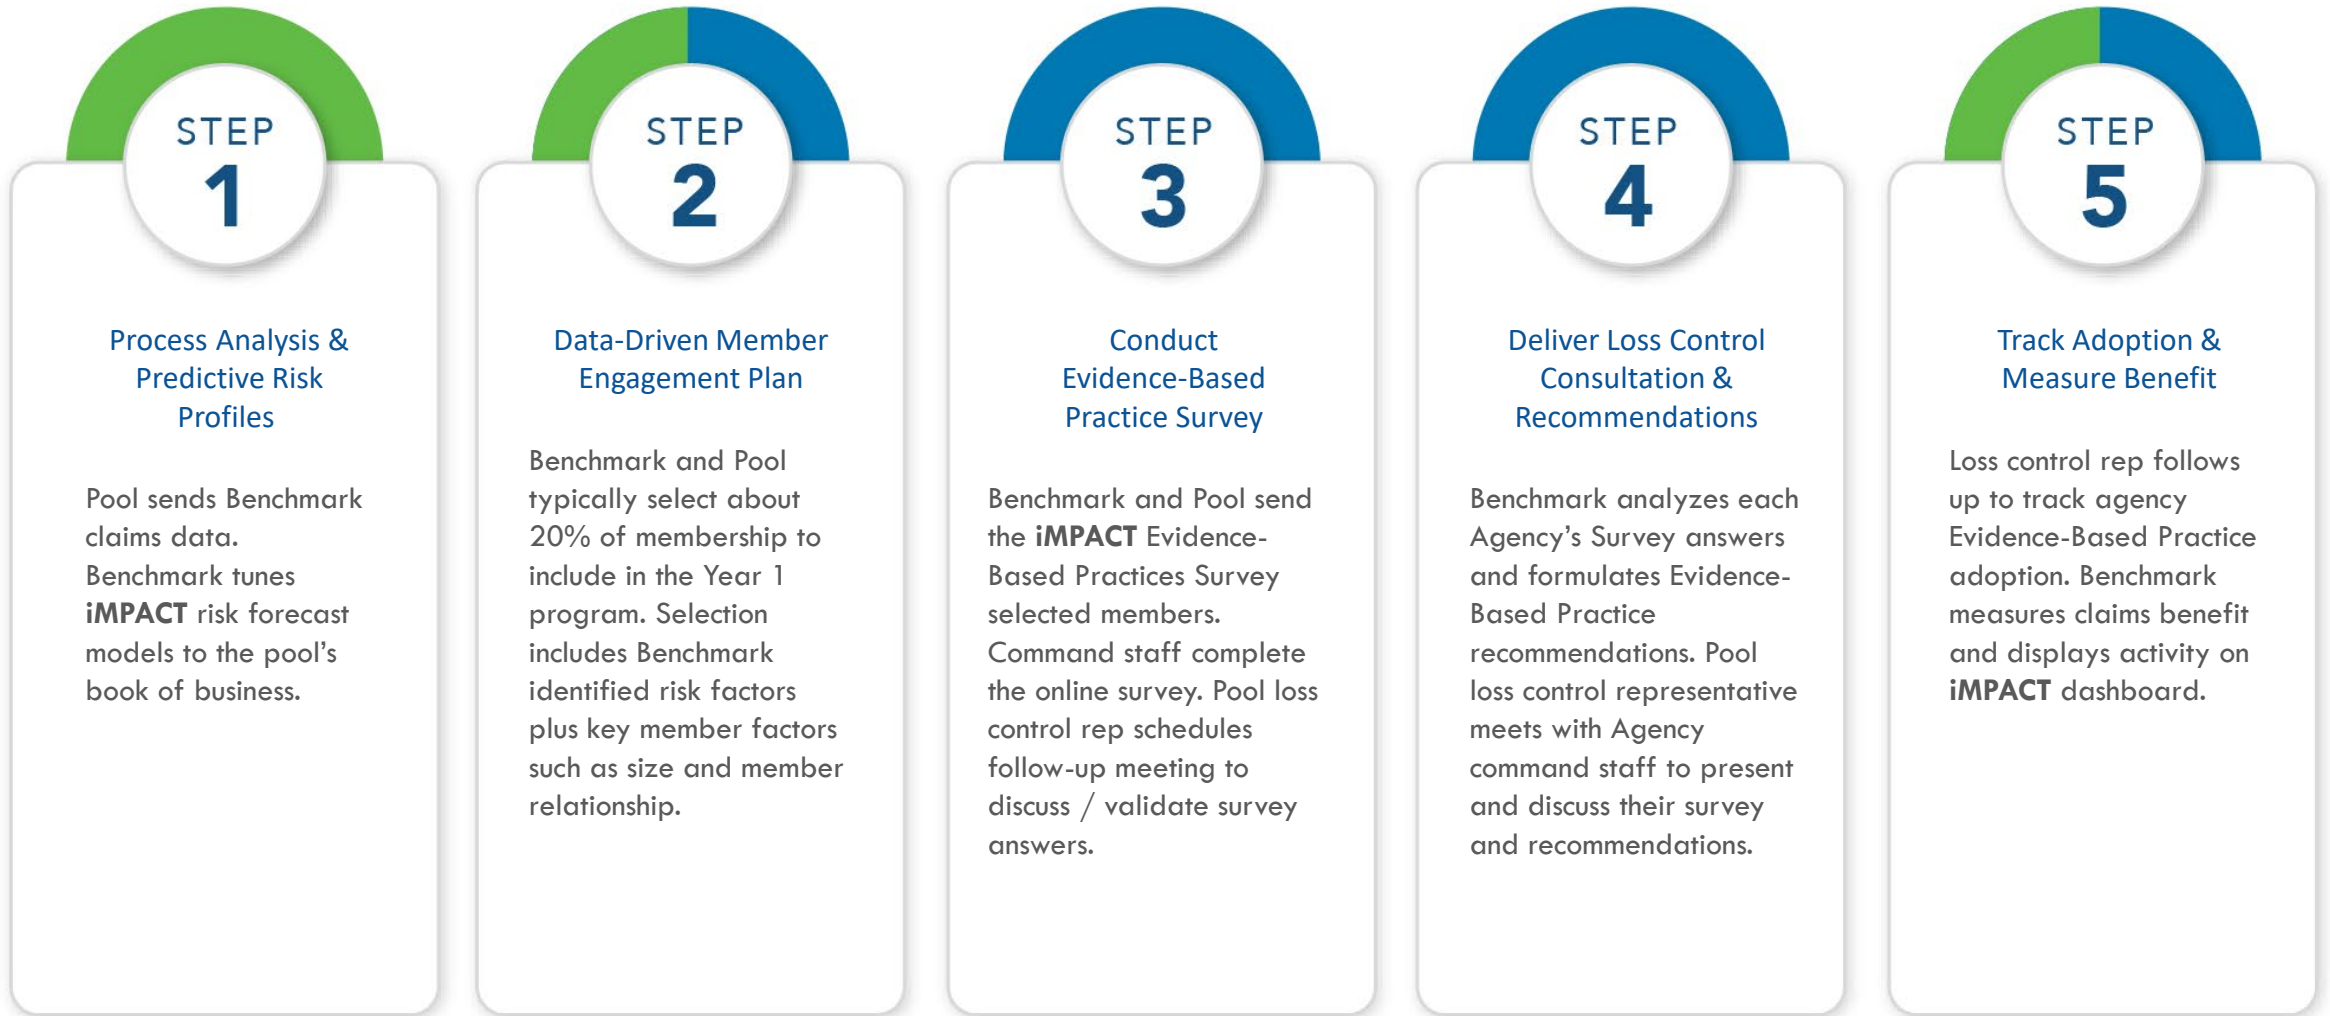 STEP
1
Process Analysis &
Predictive Risk
Profiles
Pool sends Benchmark
claims data.
Benchmark tunes
iMPACT risk forecast
models to the pool’s
book of business.
STEP
2
Data-Driven Member
Engagement Plan
Benchmark and Pool
typically select about
20% of membership to
include in the Year 1
program. Selection
includes Benchmark
identified risk factors
plus key member factors
such as size and member
relationship.
STEP
3
Conduct
Evidence-Based
Practice Survey
Benchmark and Pool send
the iMPACT Evidence-
Based Practices Survey
selected members.
Command staff complete
the online survey. Pool loss
control rep schedules
follow-up meeting to
discuss / validate survey
answers.
STEP
4
Deliver Loss Control
Consultation &
Recommendations
Benchmark analyzes each
Agency’s Survey answers
and formulates Evidence-
Based Practice
recommendations. Pool
loss control representative
meets with Agency
command staff to present
and discuss their survey
and recommendations.
STEP
5
Track Adoption &
Measure Benefit
Loss control rep follows
up to track agency
Evidence-Based Practice
adoption. Benchmark
measures claims benefit
and displays activity on
iMPACT dashboard.